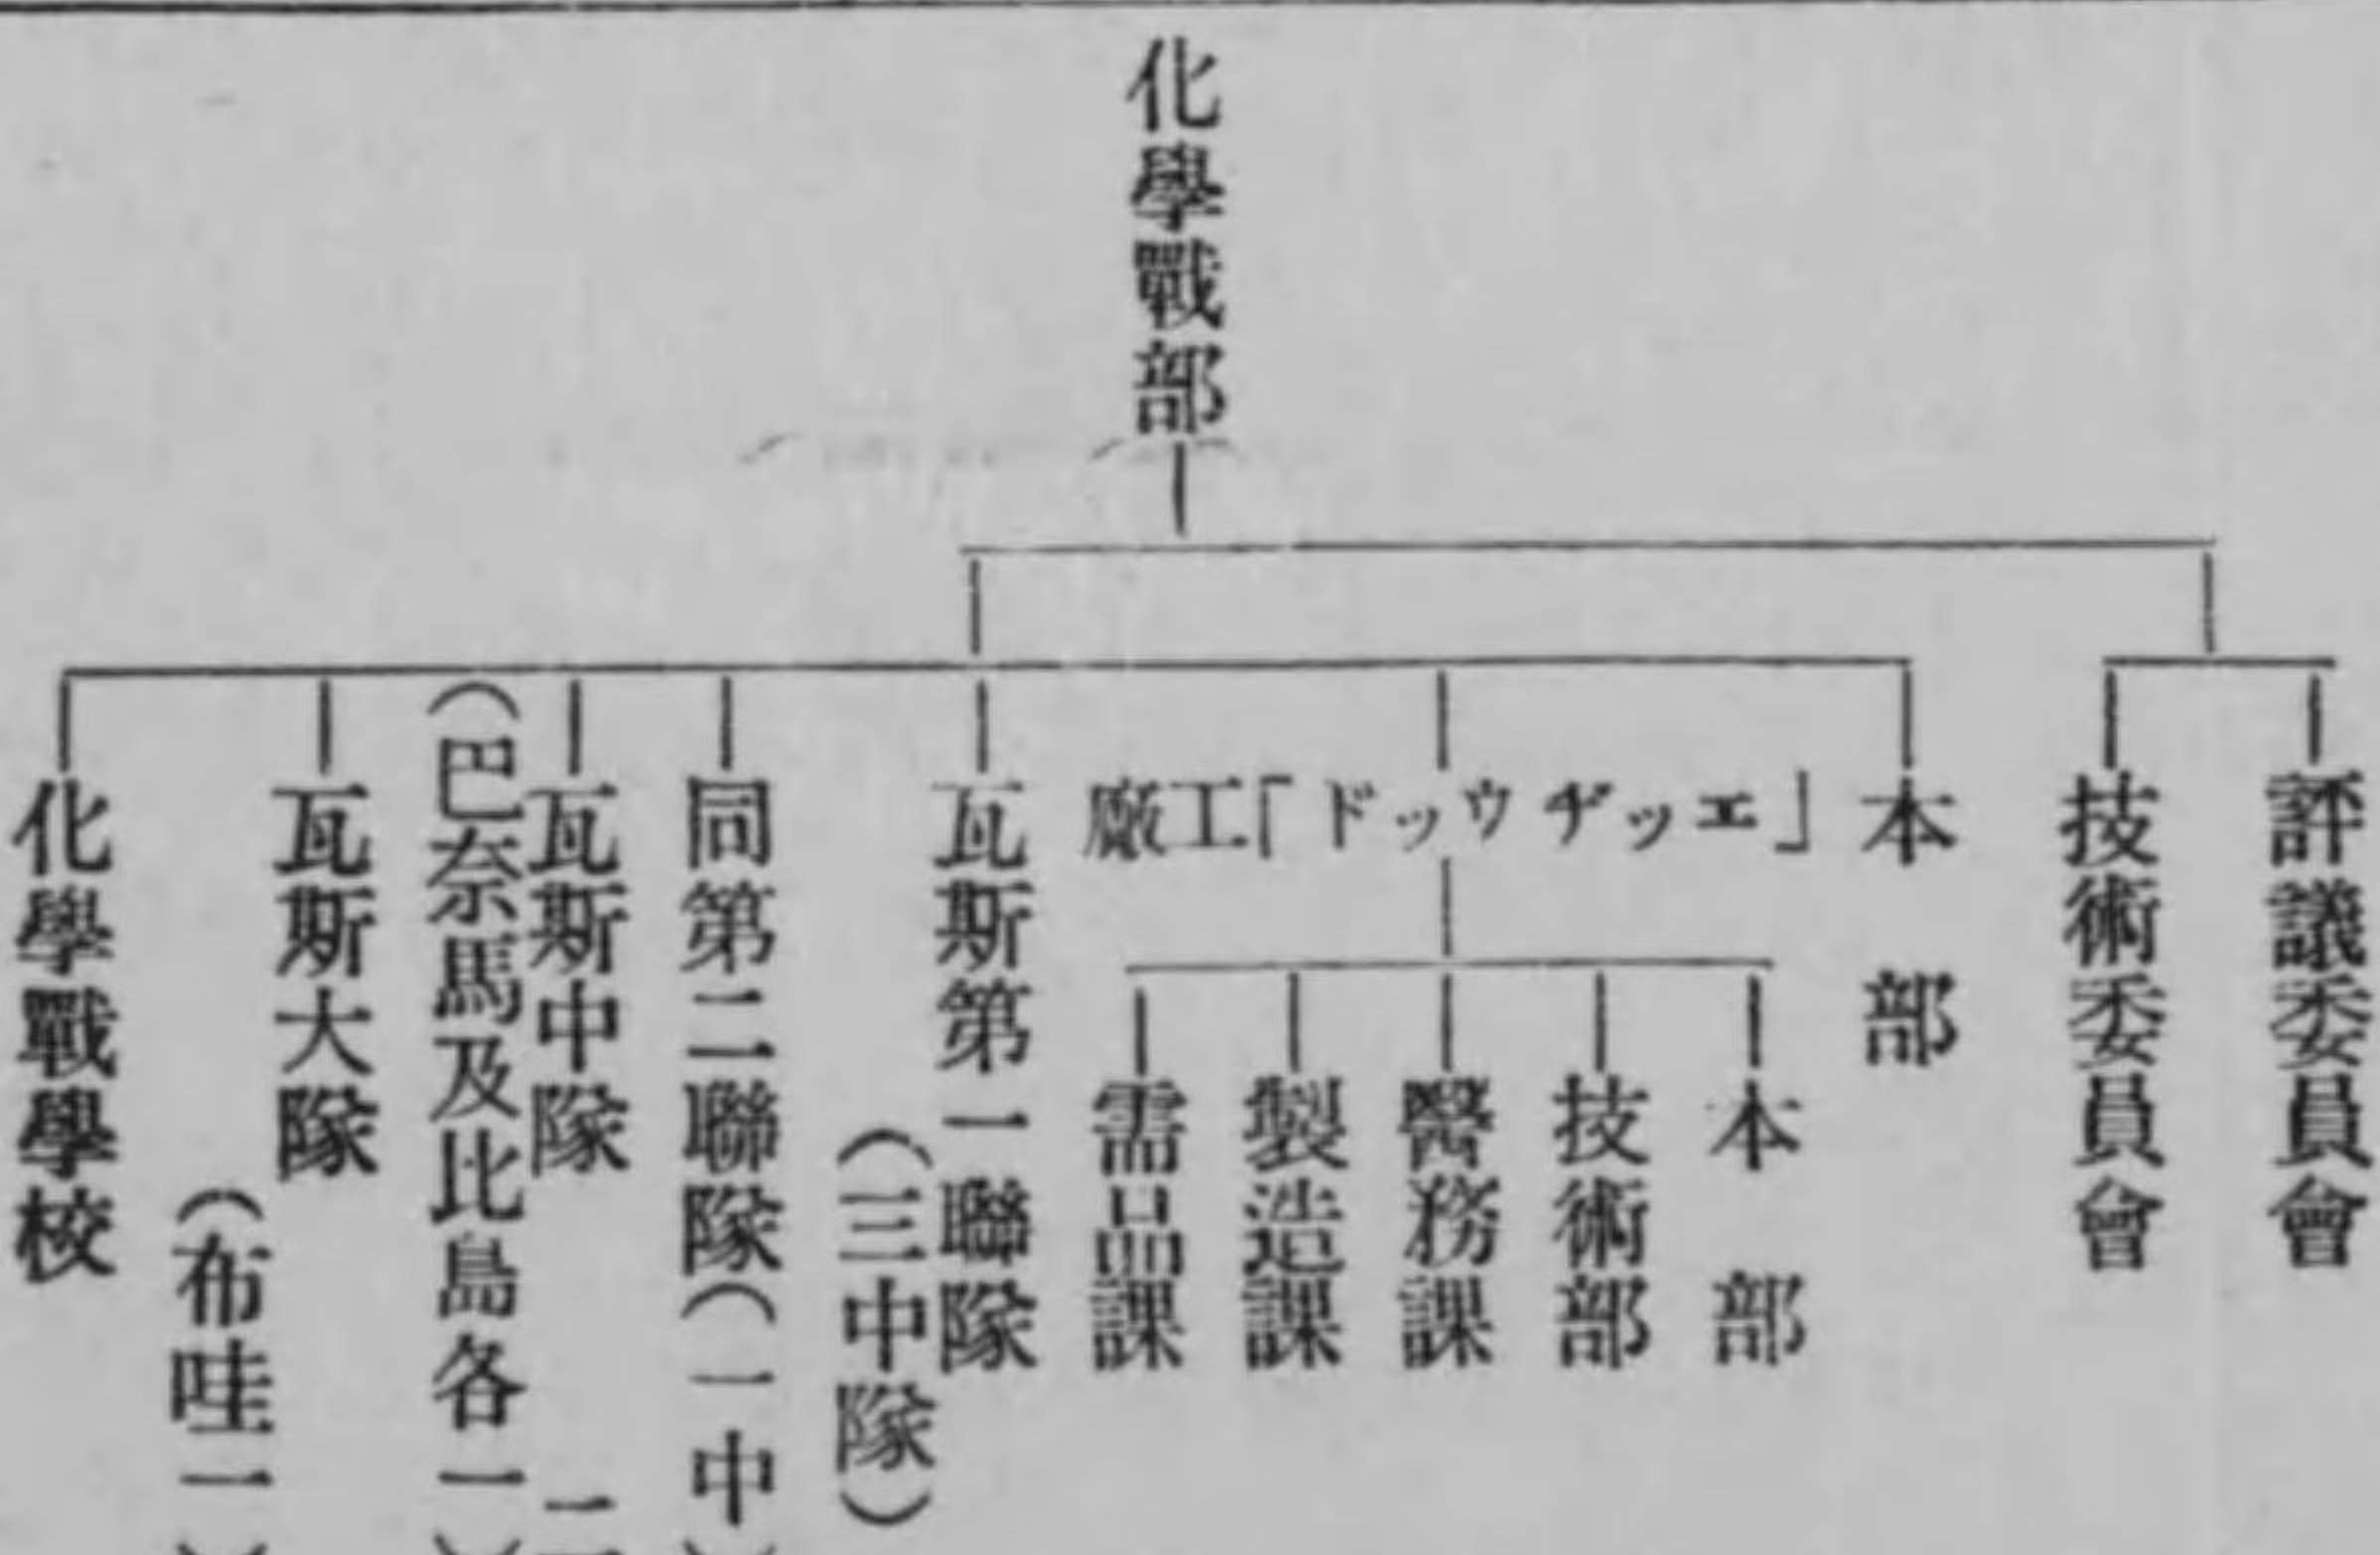 化學戰部
評議委員會
技術委員會
本部
「エッヂウッド」工廠
本部
技術部
醫務課
製造課
需品課
瓦斯第一聯隊
(三中隊)
同第二聯隊(一中
瓦斯中隊 二
(巴奈馬及比島各一)
瓦斯大隊
(布哇一)
化學戰學校